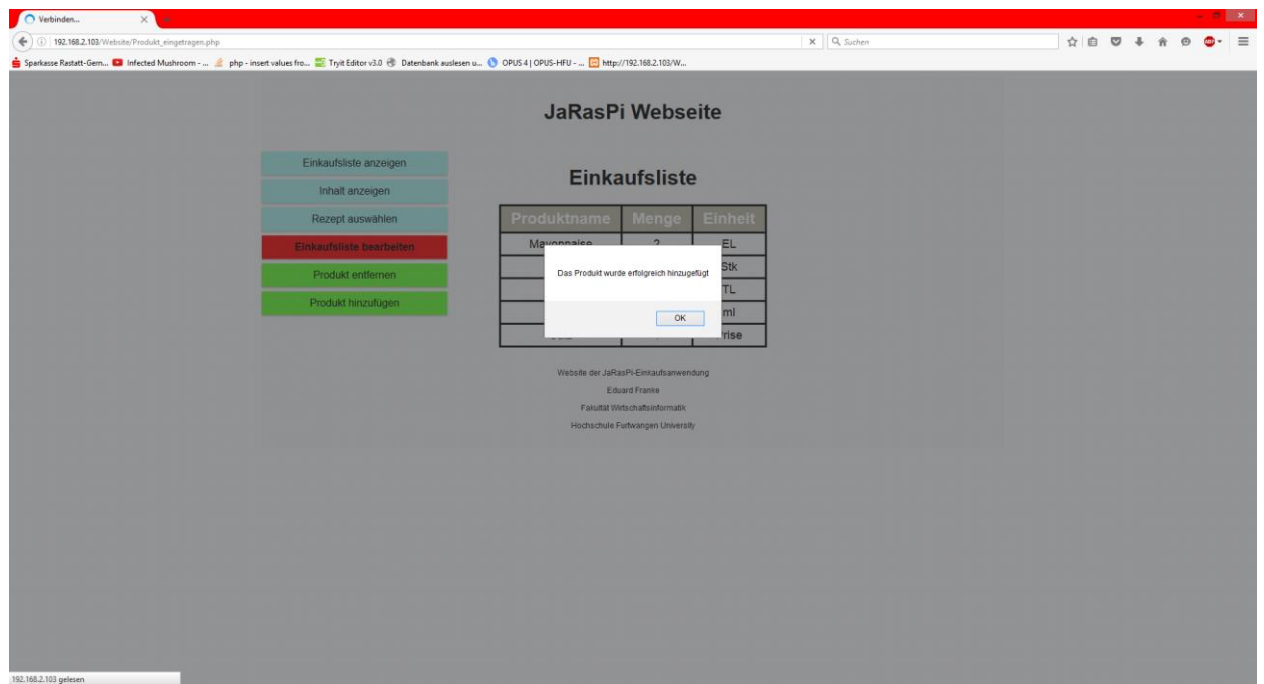 Verbinden...
192.168.2.103/Website/Produkt_eingetragen.php
Suchen
Sparkasse Rastatt-Gern... Infected Mushroom - ... php - insert values fro... Tryit Editor v3.0 Datenbank auslesen u... OPUS 4 | OPUS-HFU - ... http://192.168.2.103/W...
JaRasPi Webseite
Einkaufsliste anzeigen
Inhalt anzeigen
Rezept auswählen
Einkaufsliste bearbeiten
Produkt entfernen
Produkt hinzufügen
Einkaufsliste
Produktname Menge Einheit
Mayonnaise 2 EL
Stk
TL
ml
Prise
Das Produkt wurde erfolgreich hinzugefügt
OK
Website der JaRasPi-Einkaufsanwendung
Eduard Franke
Fakultät Wirtschaftsinformatik
Hochschule Furtwangen University
192.168.2.103 gelesen